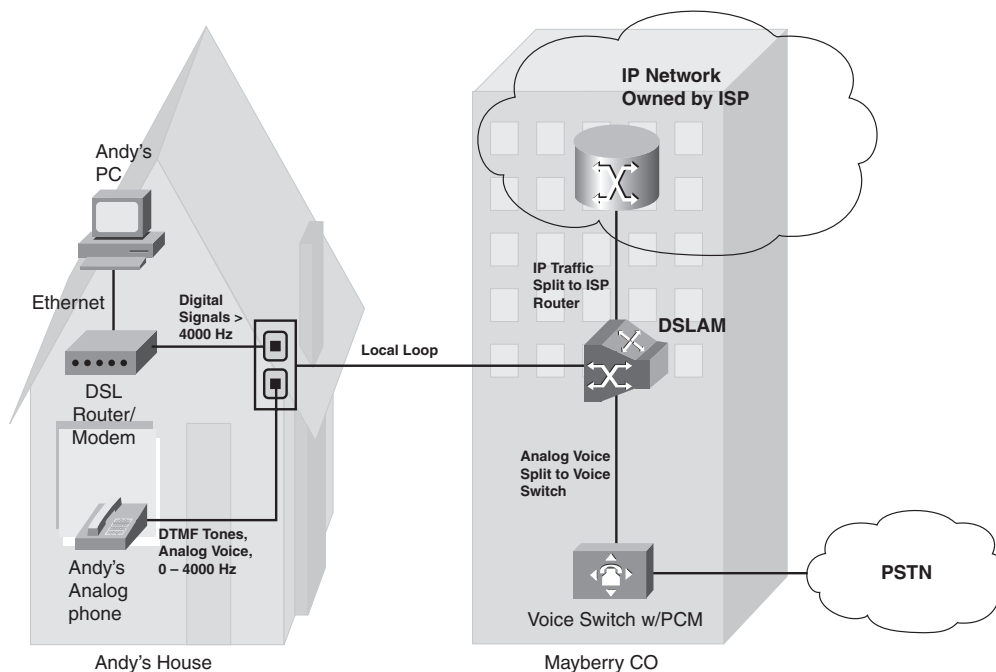 IP Network
Owned by ISP
Andy's
PC
Ethernet
Digital
Signals >
4000 Hz
IP Traffic
Split to ISP
Router
DSLAM
Local Loop
DSL
Router/
Modem
Analog Voice
Split to Voice
Switch
DTMF Tones,
Analog Voice,
0 – 4000 Hz
Andy's
Analog
phone
PSTN
Voice Switch w/PCM
Andy's House
Mayberry CO